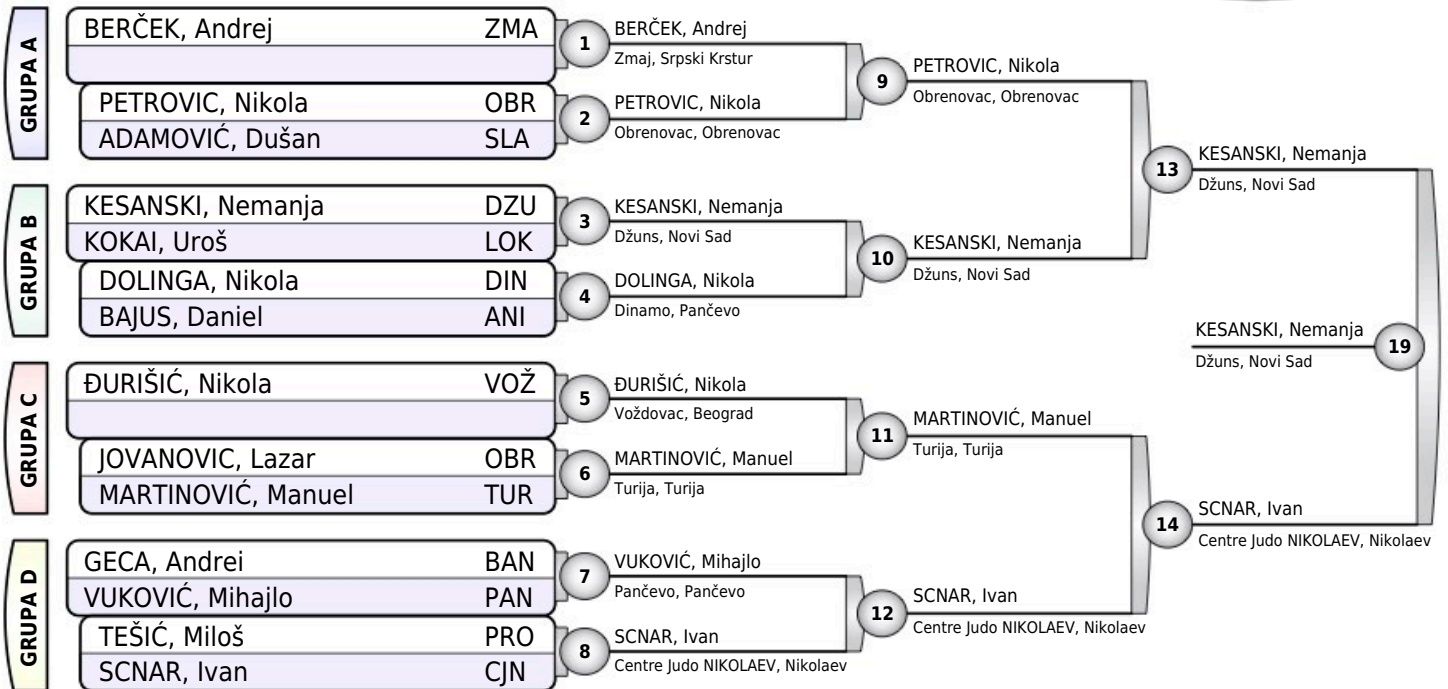 GRUPA A
BERČEK, Andrej ZMA
PETROVIC, Nikola OBR
ADAMOVIĆ, Dušan SLA
GRUPA B
KESANSKI, Nemanja DZU
KOKAI, Uroš LOK
DOLINGA, Nikola DIN
BAJUS, Daniel ANI
GRUPA C
ĐURIŠIĆ, Nikola VOŽ
JOVANOVIC, Lazar OBR
MARTINOVIĆ, Manuel TUR
GRUPA D
GECA, Andrei BAN
VUKOVIĆ, Mihajlo PAN
TEŠIĆ, Miloš PRO
SCNAR, Ivan CJN
1
BERČEK, Andrej
Zmaj, Srpski Krstur
2
PETROVIC, Nikola
Obrenovac, Obrenovac
3
KESANSKI, Nemanja
Džuns, Novi Sad
4
DOLINGA, Nikola
Dinamo, Pančevo
5
ĐURIŠIĆ, Nikola
Voždovac, Beograd
6
MARTINOVIĆ, Manuel
Turija, Turija
7
VUKOVIĆ, Mihajlo
Pančevo, Pančevo
8
SCNAR, Ivan
Centre Judo NIKOLAEV, Nikolaev
9
PETROVIC, Nikola
Obrenovac, Obrenovac
10
KESANSKI, Nemanja
Džuns, Novi Sad
11
MARTINOVIĆ, Manuel
Turija, Turija
12
SCNAR, Ivan
Centre Judo NIKOLAEV, Nikolaev
13
KESANSKI, Nemanja
Džuns, Novi Sad
14
SCNAR, Ivan
Centre Judo NIKOLAEV, Nikolaev
KESANSKI, Nemanja
Džuns, Novi Sad
19